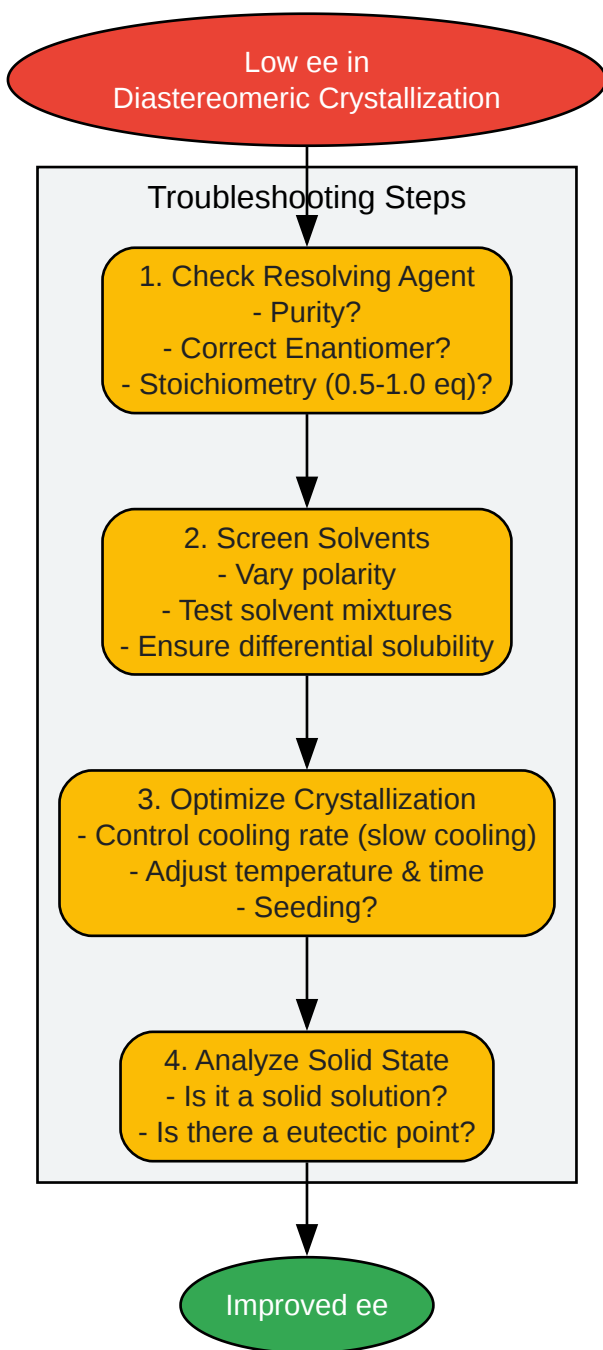 Low ee in
Diastereomeric Crystallization
Troubleshooting Steps
1. Check Resolving Agent
- Purity?
- Correct Enantiomer?
- Stoichiometry (0.5-1.0 eq)?
2. Screen Solvents
- Vary polarity
- Test solvent mixtures
- Ensure differential solubility
3. Optimize Crystallization
- Control cooling rate (slow cooling)
- Adjust temperature & time
- Seeding?
4. Analyze Solid State
- Is it a solid solution?
- Is there a eutectic point?
Improved ee